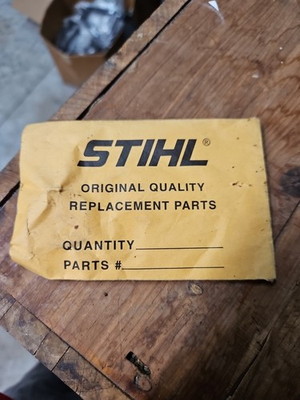 STIHL®
ORIGINAL QUALITY
REPLACEMENT PARTS
QUANTITY
PARTS #